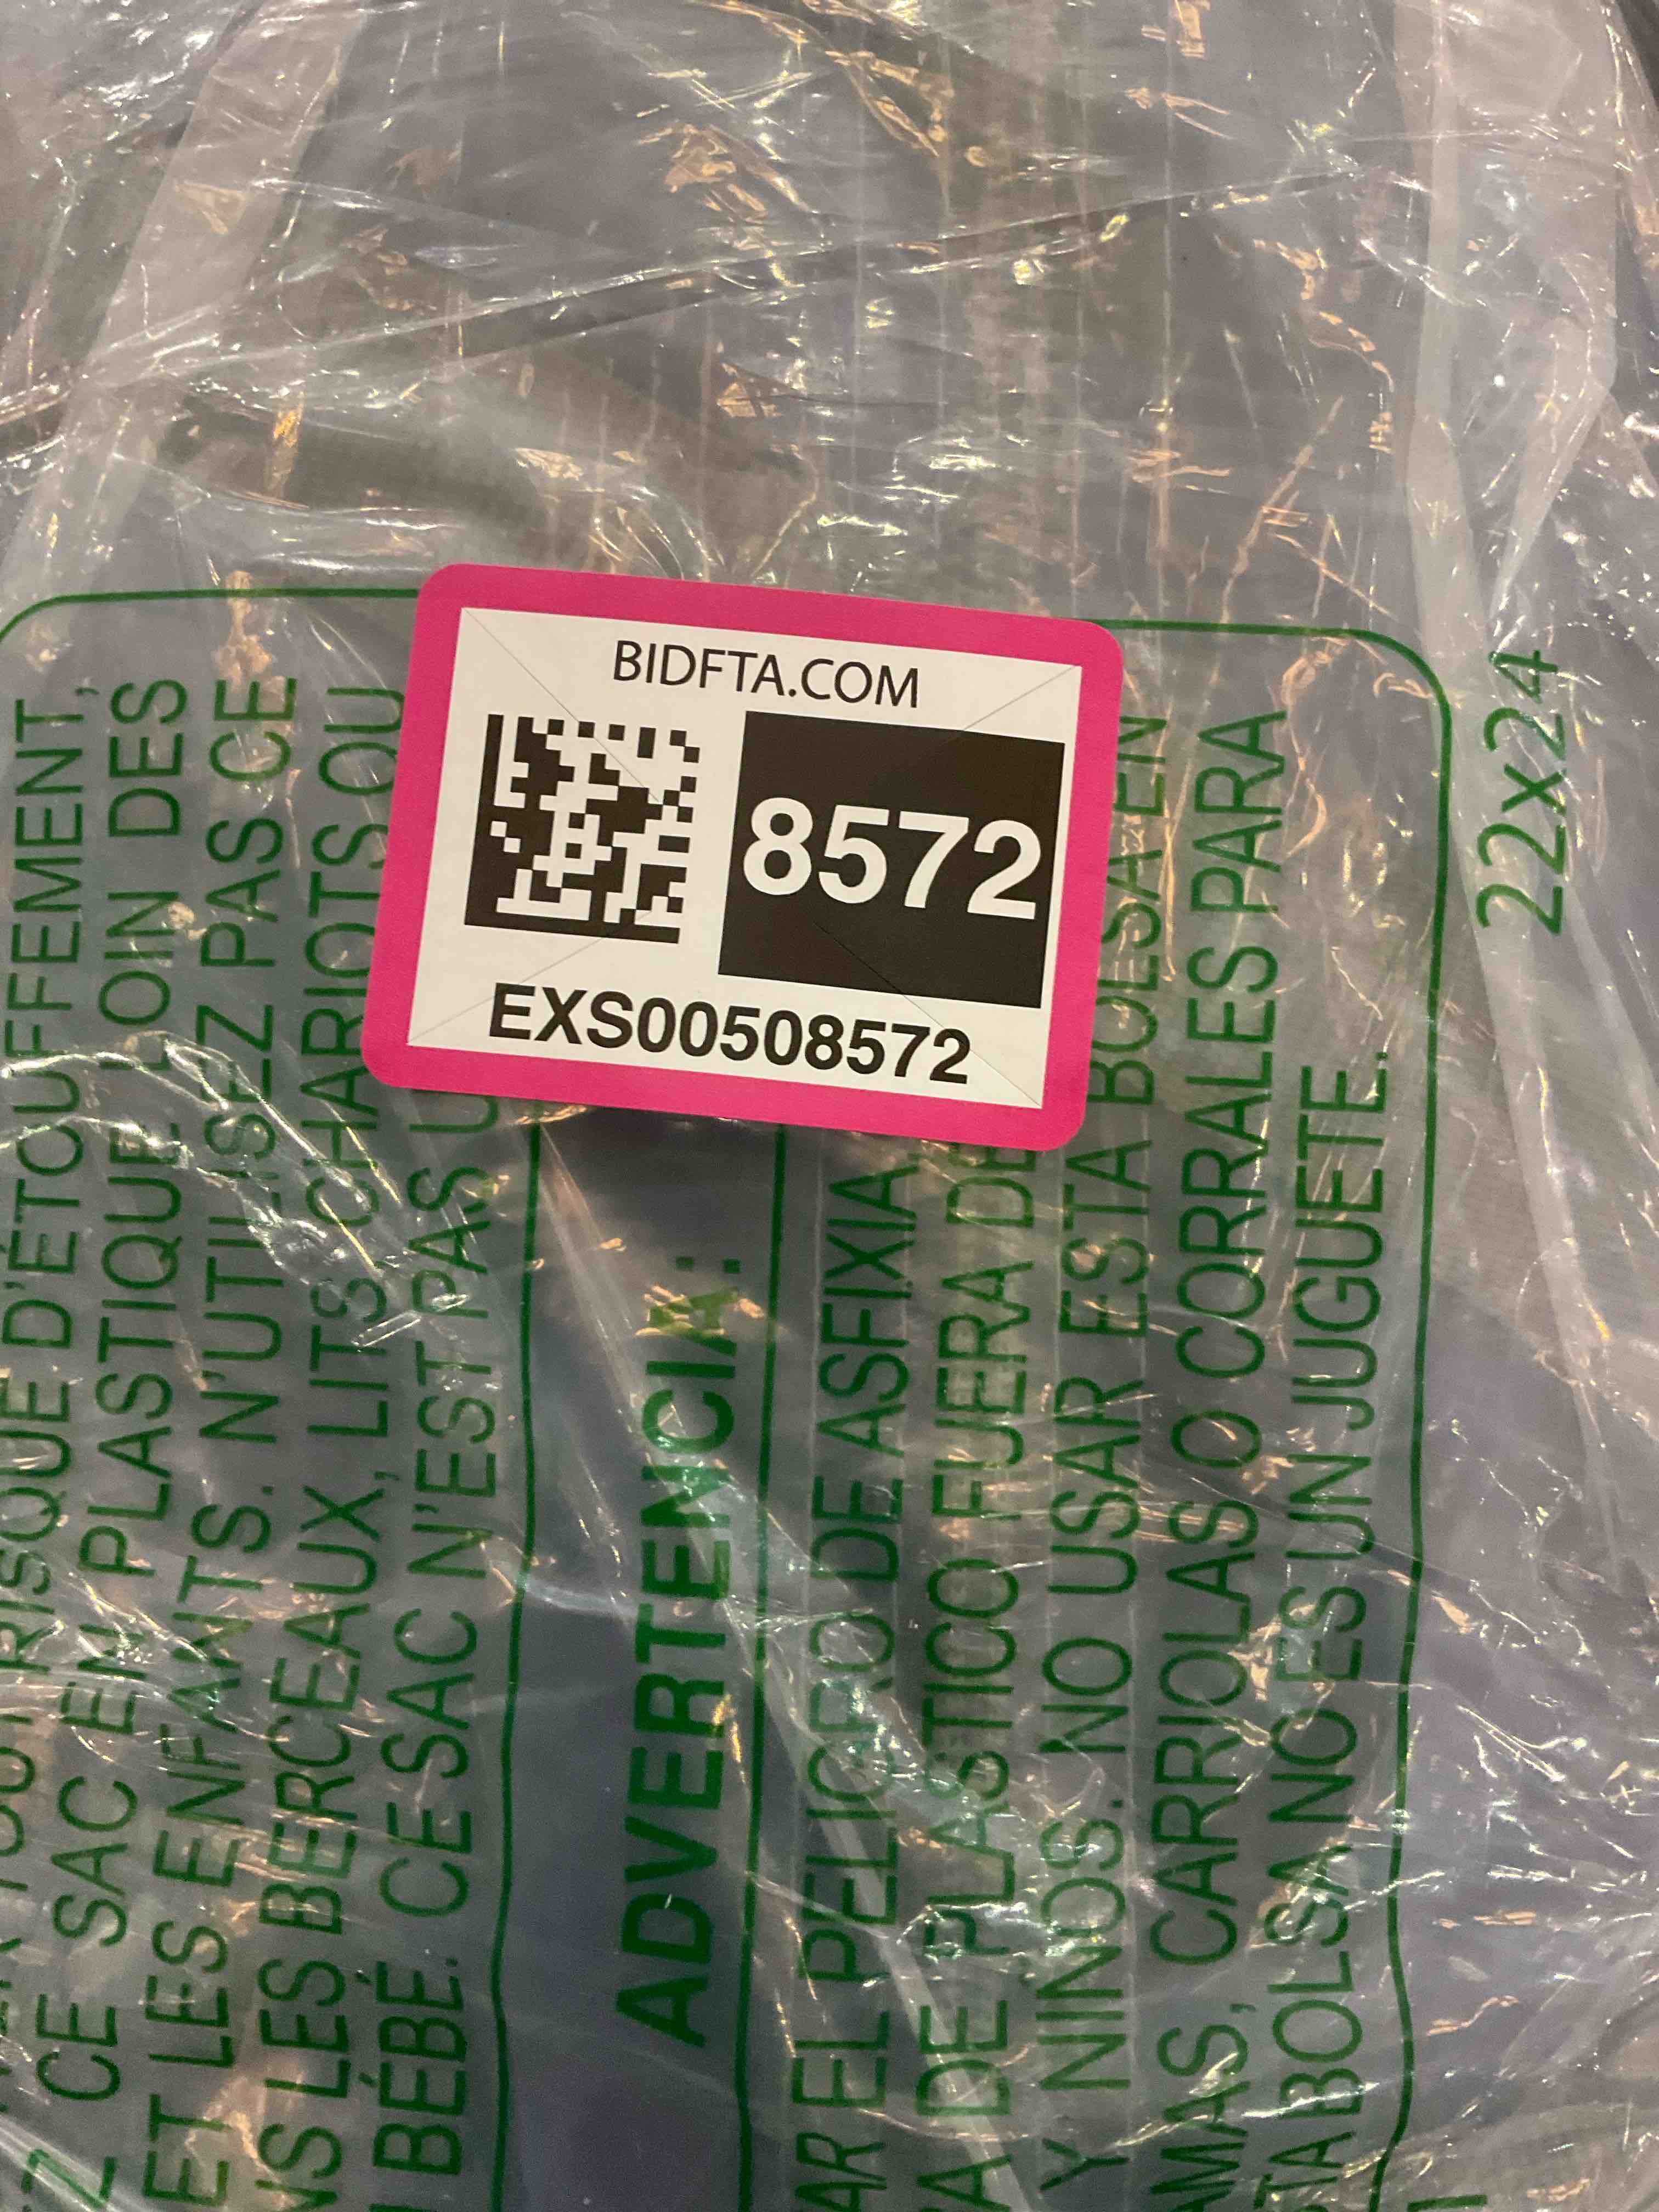 BIDFTA.COM
8572
EXS00508572
D'ÉTOUFFEMENT,
CE SAC EN PLASTIQUE LOIN DES
ET LES ENFANTS. N'UTILISEZ PAS CE
LES BERCEAUX, LITS, CHARIOTS OU
BÉBÉ. CE SAC N'EST PAS
ADVERTENCIA:
EL PELIGRO DE ASFIXIA
DE PLASTICO FUERA DE
Y NINOS. NO USAR ESTA BOLSA EN
CARRIOLAS O CORRALES PARA
BOLSA NO ES UN JUGUETE.
22x24